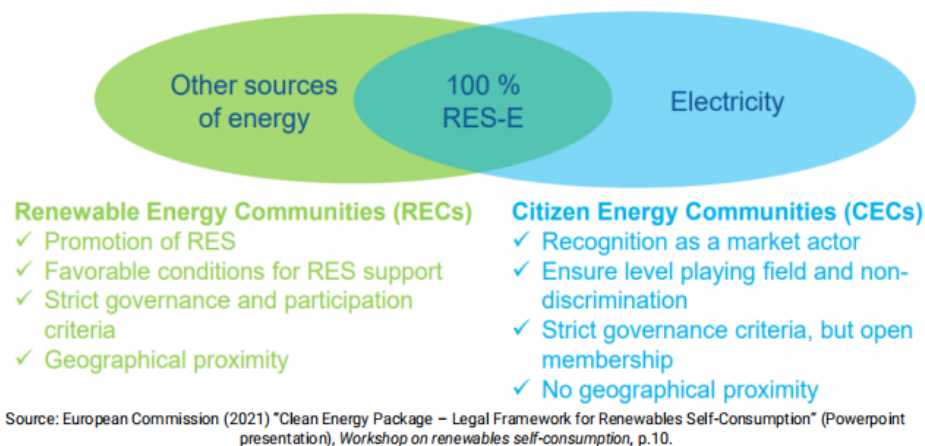 Other sources
of energy
100 %
RES-E
Electricity
Renewable Energy Communities (RECs)
✓ Promotion of RES
✓ Favorable conditions for RES support
✓ Strict governance and participation
criteria
✓ Geographical proximity
Citizen Energy Communities (CECs)
✓ Recognition as a market actor
✓ Ensure level playing field and non-
discrimination
✓ Strict governance criteria, but open
membership
✓ No geographical proximity
Source: European Commission (2021) "Clean Energy Package – Legal Framework for Renewables Self-Consumption" (Powerpoint
presentation), Workshop on renewables self-consumption, p.10.